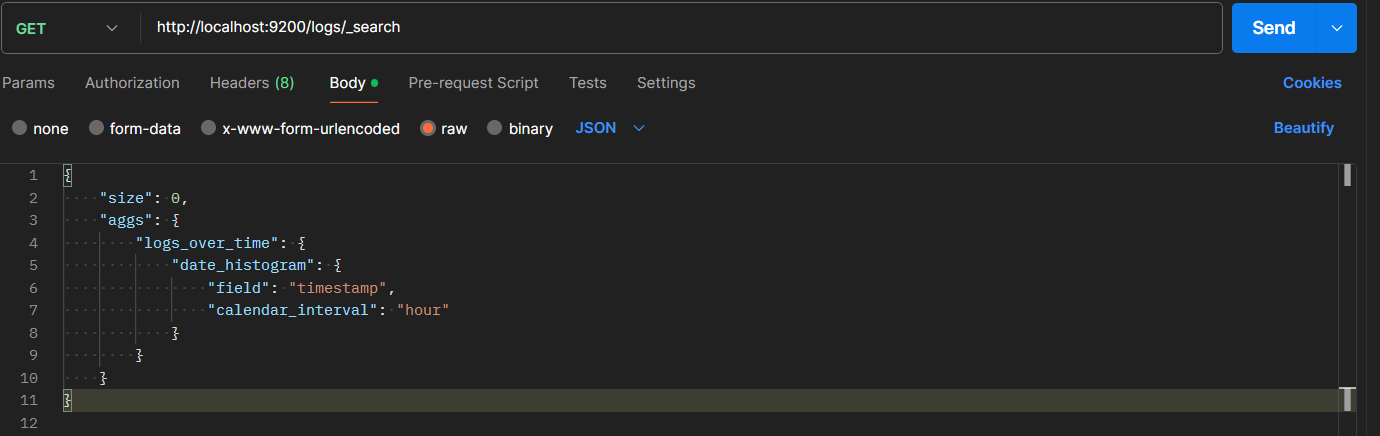 GET http://localhost:9200/logs/_search Send
Params Authorization Headers (8) Body Pre-request Script Tests Settings Cookies
none form-data x-www-form-urlencoded raw binary JSON Beautify
1 {
2     "size": 0,
3     "aggs": {
4         "logs_over_time": {
5             "date_histogram": {
6                 "field": "timestamp",
7                 "calendar_interval": "hour"
8             }
9         }
10     }
11 }
12